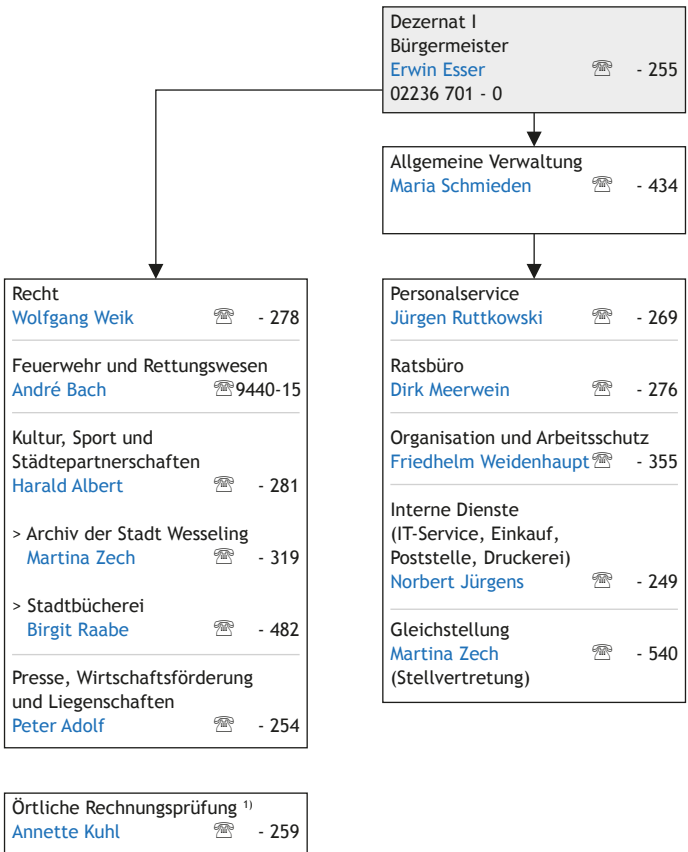 Dezernat I
Bürgermeister
Erwin Esser ☏ - 255
02236 701 - 0
Allgemeine Verwaltung
Maria Schmieden ☏ - 434
Recht
Wolfgang Weik ☏ - 278
Feuerwehr und Rettungswesen
André Bach ☏9440-15
Kultur, Sport und
Städtepartnerschaften
Harald Albert ☏ - 281
> Archiv der Stadt Wesseling
Martina Zech ☏ - 319
> Stadtbücherei
Birgit Raabe ☏ - 482
Presse, Wirtschaftsförderung
und Liegenschaften
Peter Adolf ☏ - 254
Personalservice
Jürgen Ruttkowski ☏ - 269
Ratsbüro
Dirk Meerwein ☏ - 276
Organisation und Arbeitsschutz
Friedhelm Weidenhaupt ☏ - 355
Interne Dienste
(IT-Service, Einkauf,
Poststelle, Druckerei)
Norbert Jürgens ☏ - 249
Gleichstellung
Martina Zech ☏ - 540
(Stellvertretung)
Örtliche Rechnungsprüfung 1)
Annette Kuhl ☏ - 259